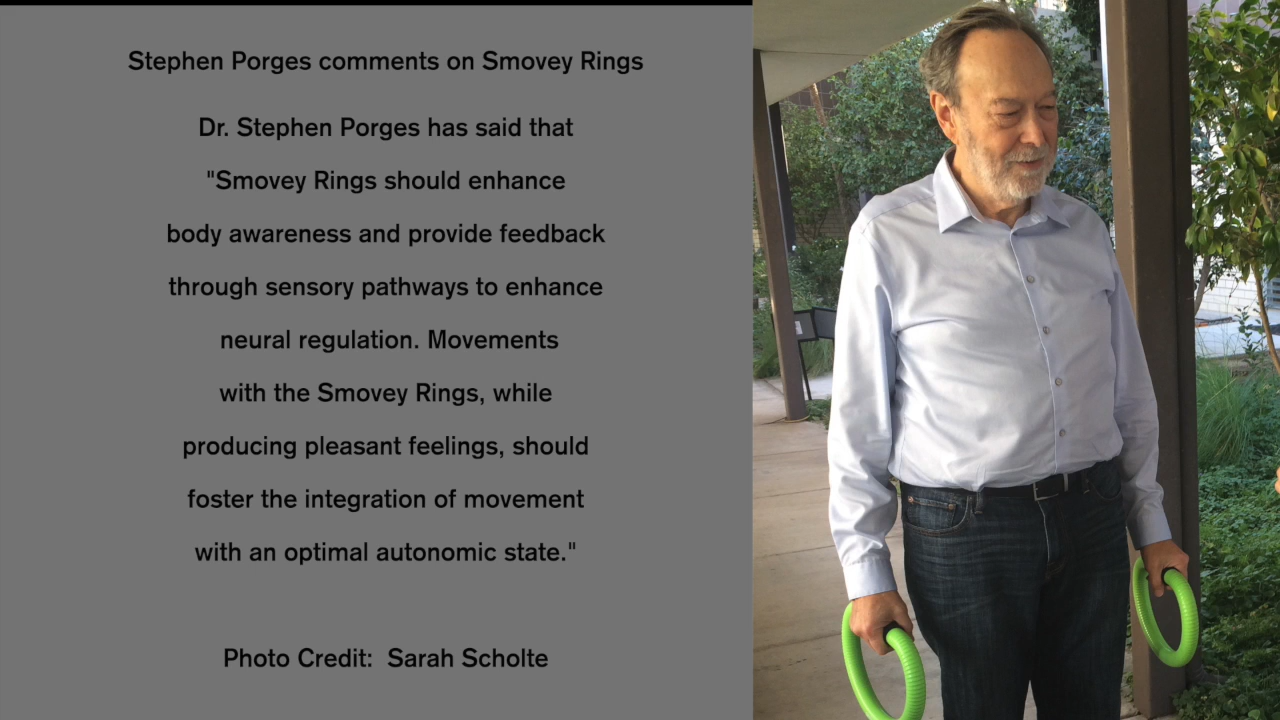 Stephen Porges comments on Smovey Rings
Dr. Stephen Porges has said that
"Smovey Rings should enhance
body awareness and provide feedback
through sensory pathways to enhance
neural regulation. Movements
with the Smovey Rings, while
producing pleasant feelings, should
foster the integration of movement
with an optimal autonomic state."
Photo Credit:  Sarah Scholte